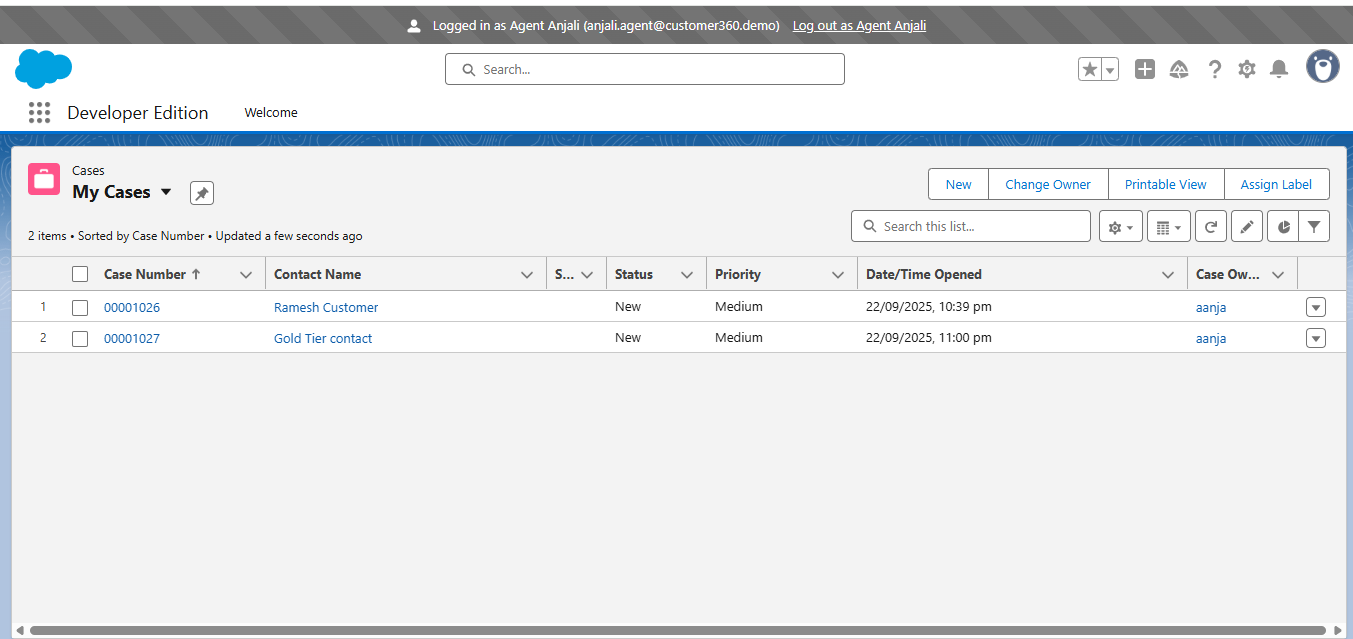 Logged in as Agent Anjali (anjali.agent@customer360.demo) Log out as Agent Anjali
Search...
Developer Edition Welcome
Cases
My Cases
New Change Owner Printable View Assign Label
2 items • Sorted by Case Number • Updated a few seconds ago
Search this list...
Case Number Contact Name S... Status Priority Date/Time Opened Case Ow...
1 00001026 Ramesh Customer New Medium 22/09/2025, 10:39 pm aanja
2 00001027 Gold Tier contact New Medium 22/09/2025, 11:00 pm aanja